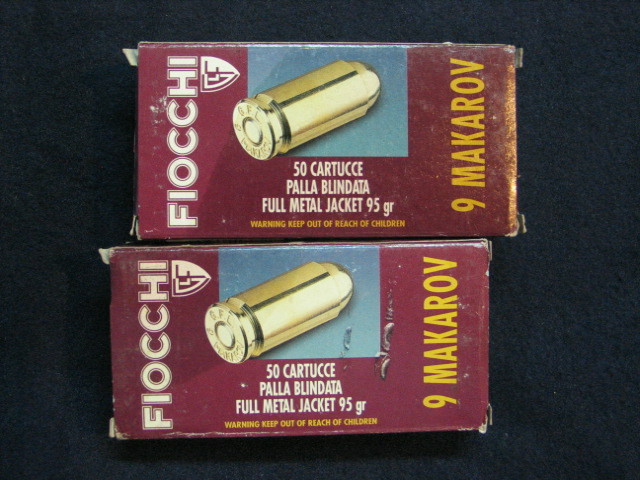 FIOCCHI
GF
50 CARTUCCE
PALLA BLINDATA
FULL METAL JACKET 95 gr
WARNING KEEP OUT OF REACH OF CHILDREN
9 MAKAROV
FIOCCHI
GF
50 CARTUCCE
PALLA BLINDATA
FULL METAL JACKET 95 gr
WARNING KEEP OUT OF REACH OF CHILDREN
9 MAKAROV